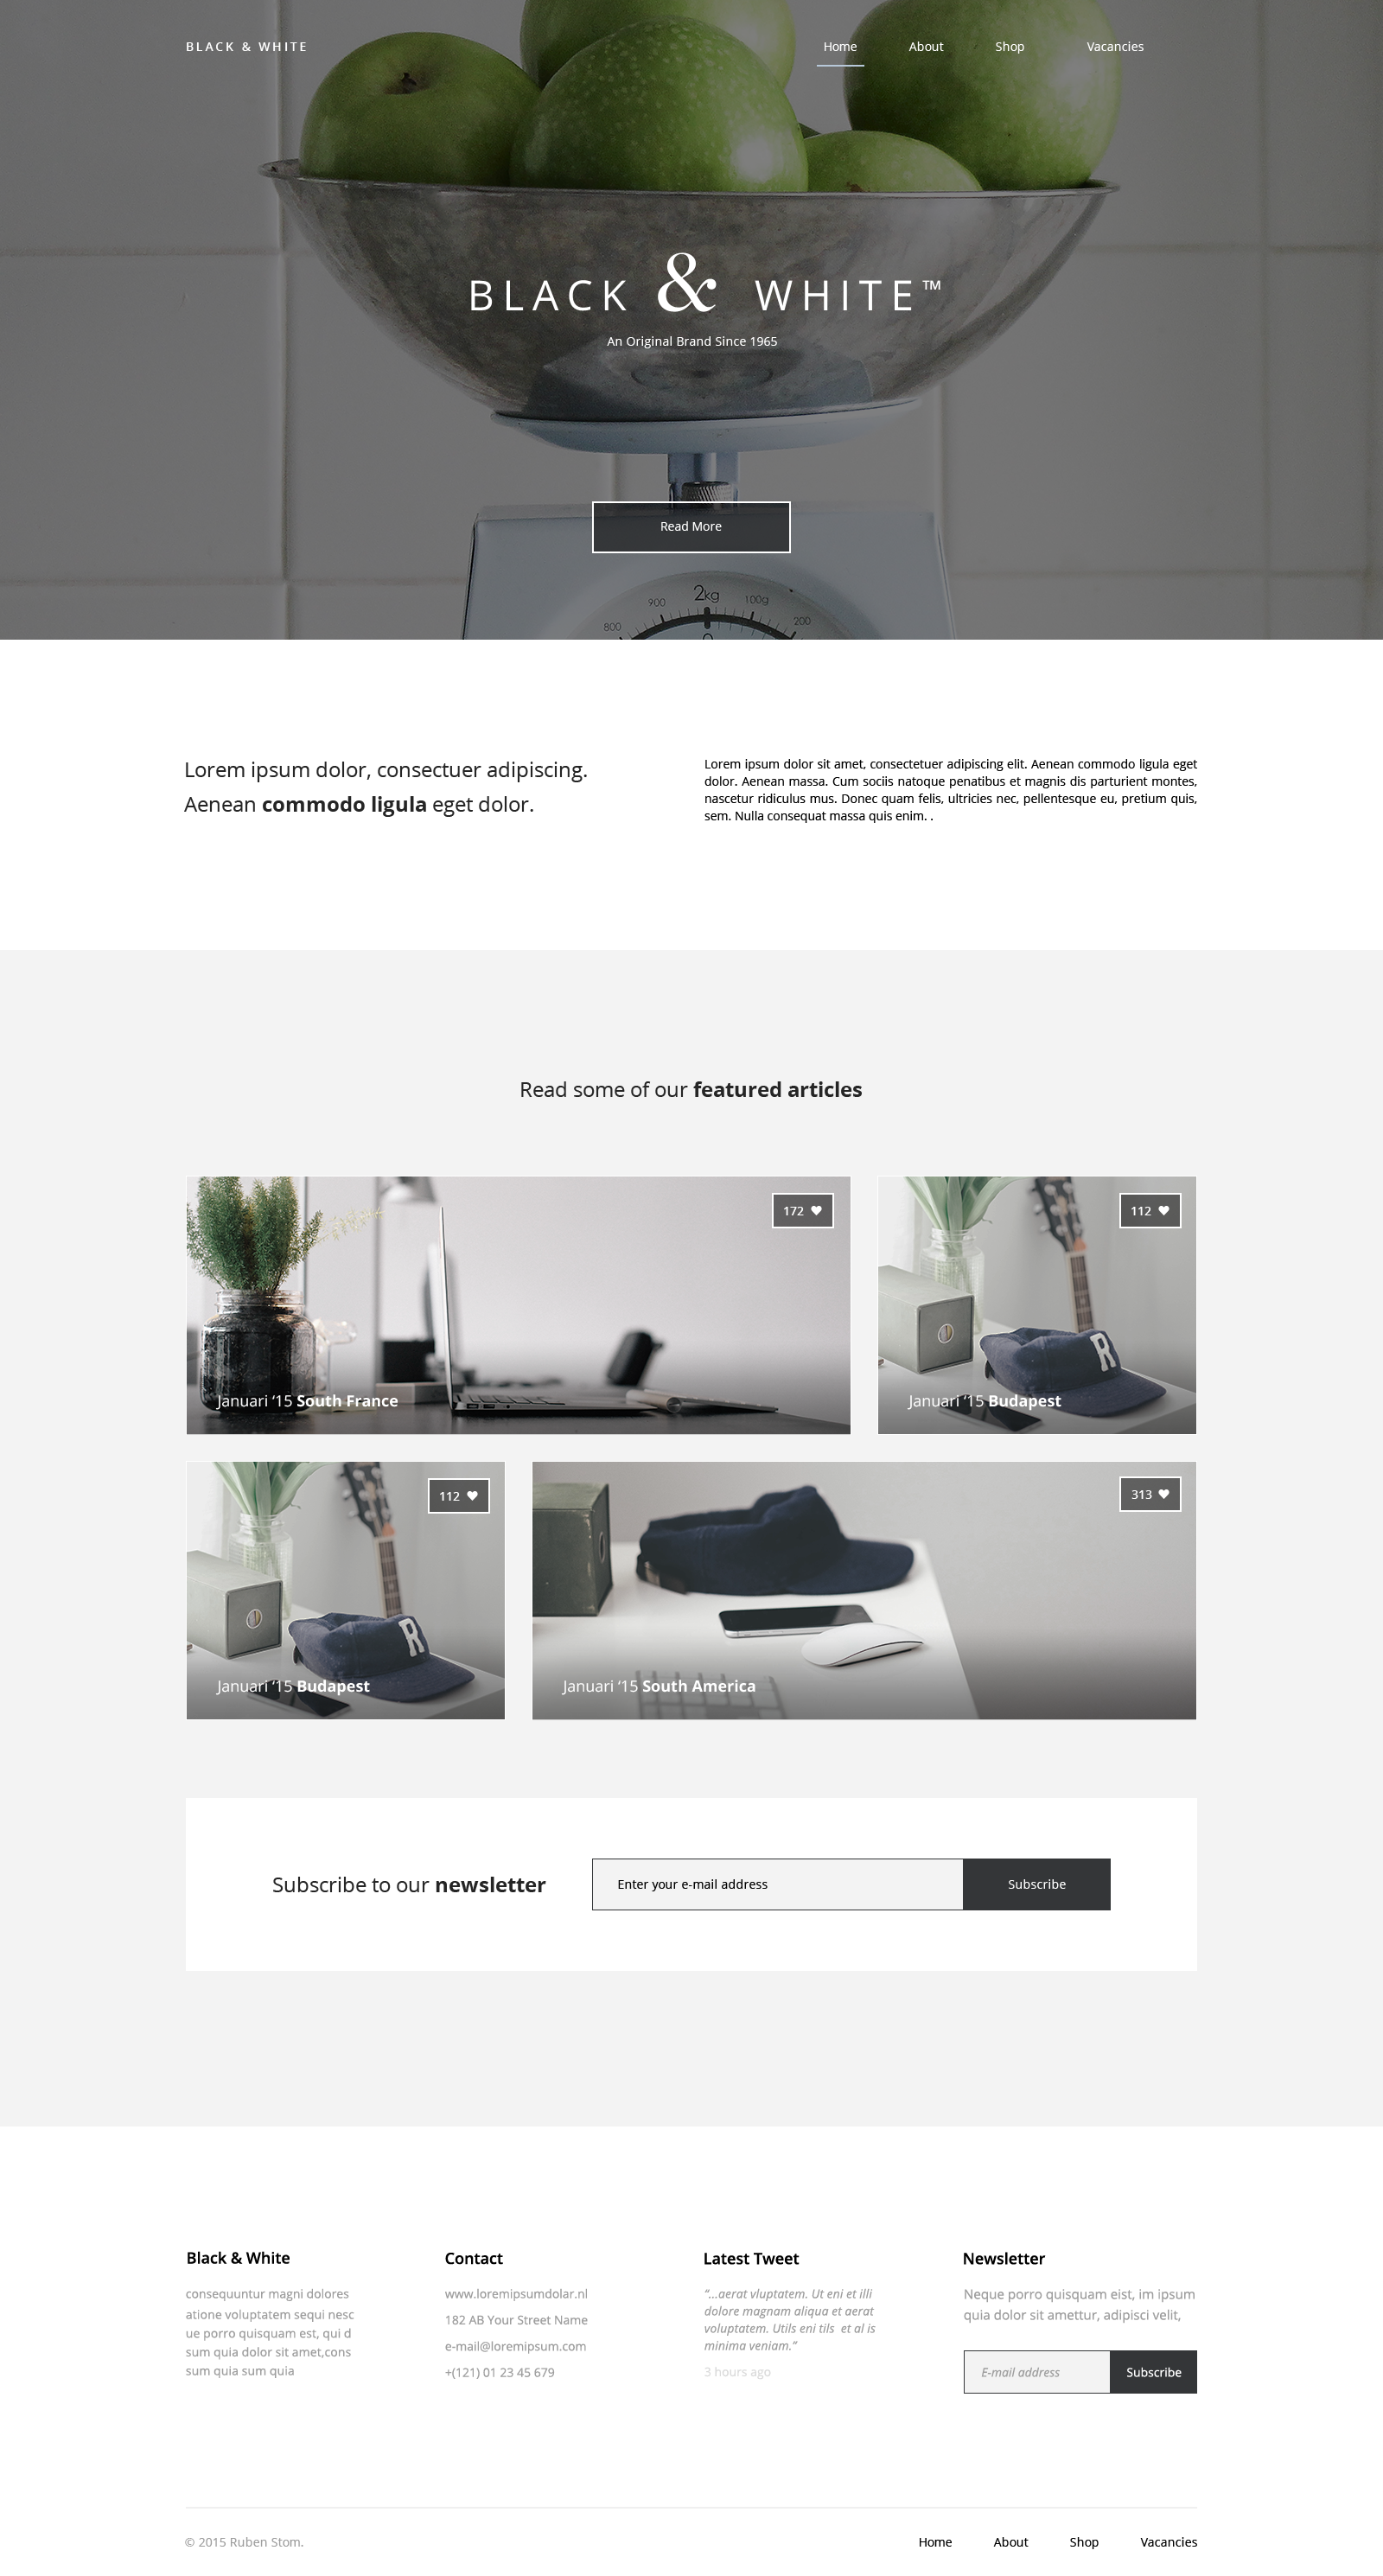 BLACK & WHITE
Home About Shop Vacancies
BLACK & WHITE™
An Original Brand Since 1965
Read More
2kg
900 100g
800 200
0
Lorem ipsum dolor, consectuer adipiscing.
Aenean commodo ligula eget dolor.
Lorem ipsum dolor sit amet, consectetuer adipiscing elit. Aenean commodo ligula eget
dolor. Aenean massa. Cum sociis natoque penatibus et magnis dis parturient montes,
nascetur ridiculus mus. Donec quam felis, ultricies nec, pellentesque eu, pretium quis,
sem. Nulla consequat massa quis enim. .
Read some of our featured articles
172 ♥
Januari ‘15 South France
112 ♥
R
Januari ‘15 Budapest
112 ♥
R
Januari ‘15 Budapest
313 ♥
Januari ‘15 South America
Subscribe to our newsletter
Enter your e-mail address
Subscribe
Black & White
consequuntur magni dolores
atione voluptatem sequi nesc
ue porro quisquam est, qui d
sum quia dolor sit amet,cons
sum quia sum quia
Contact
www.loremipsumdolar.nl
182 AB Your Street Name
e-mail@loremipsum.com
+(121) 01 23 45 679
Latest Tweet
“...aerat vluptatem. Ut eni et illi
dolore magnam aliqua et aerat
voluptatem. Utils eni tils et al is
minima veniam.”
3 hours ago
Newsletter
Neque porro quisquam eist, im ipsum
quia dolor sit amettur, adipisci velit,
E-mail address
Subscribe
© 2015 Ruben Stom.
Home About Shop Vacancies